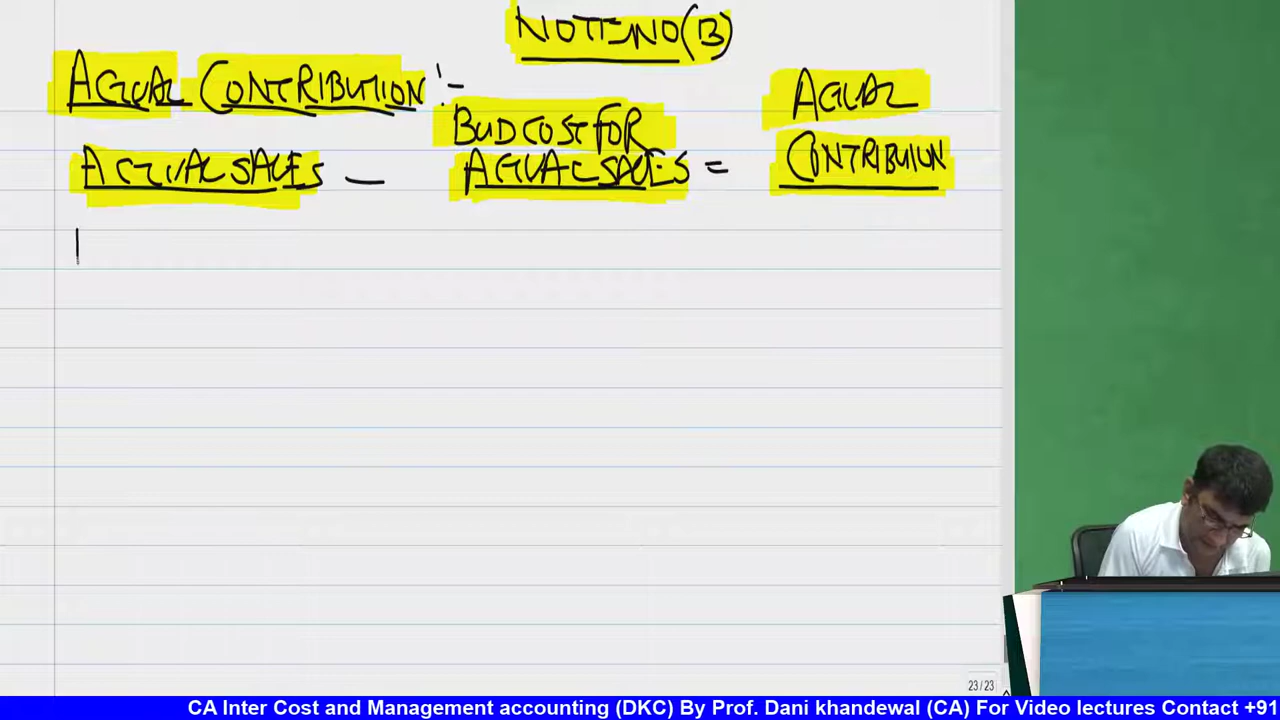 NOTE NO (B)
ACTUAL CONTRIBUTION :-
ACTUAL SALES — BUD COST FOR ACTUAL SALES = ACTUAL CONTRIBUION
23/23
CA Inter Cost and Management accounting (DKC) By Prof. Dani khandewal (CA) For Video lectures Contact +91